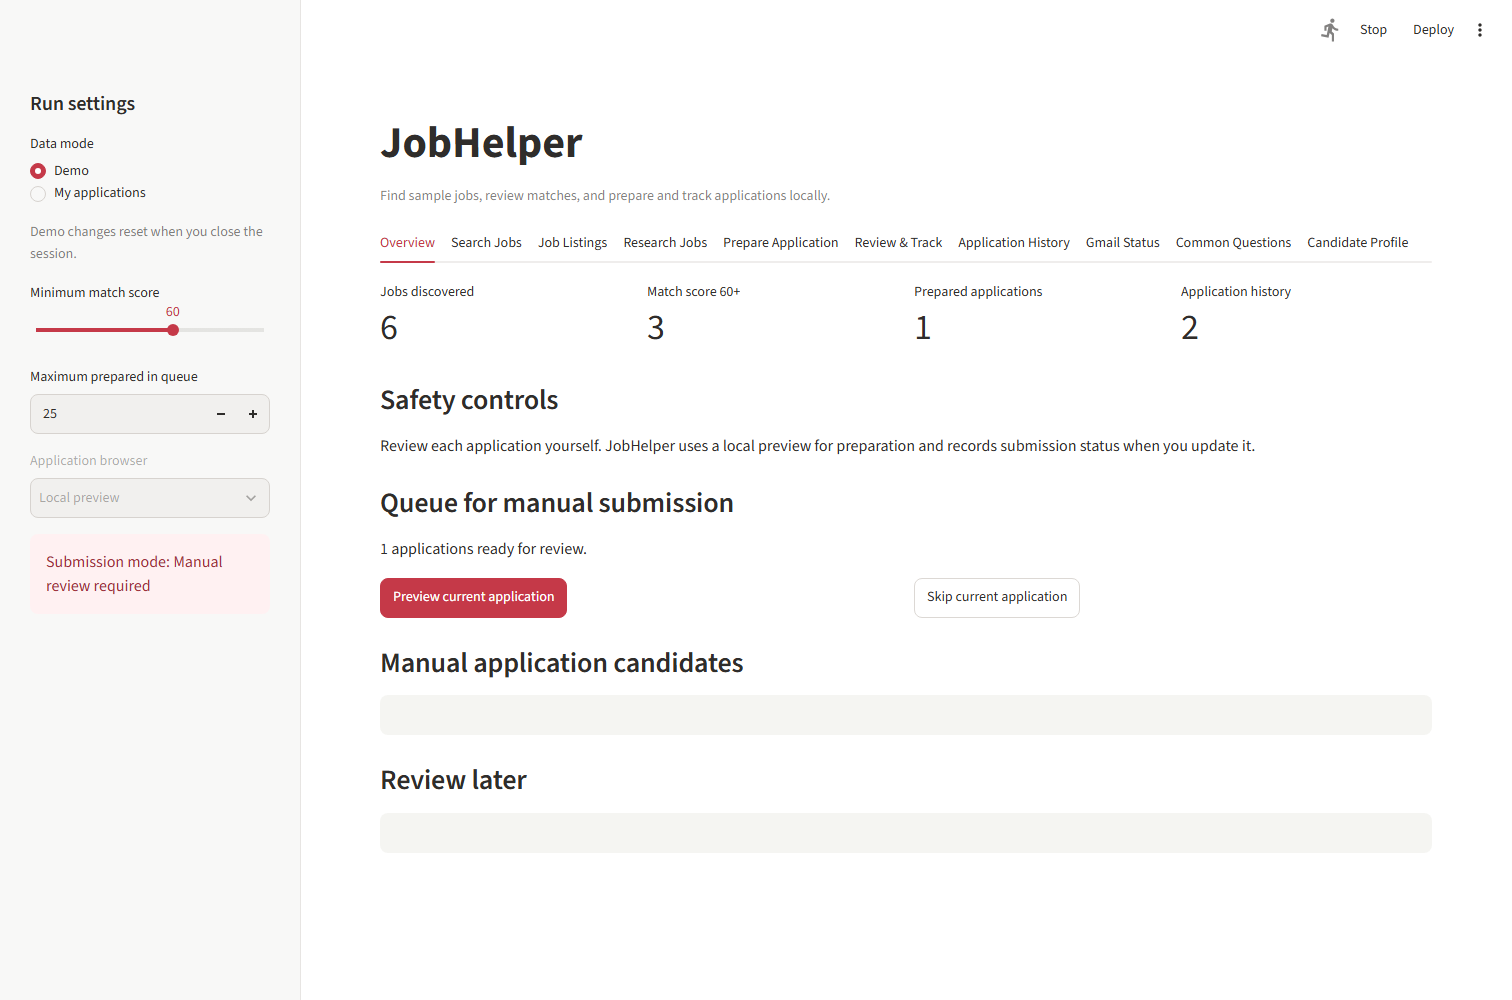 Stop
Deploy
Run settings
Data mode
Demo
My applications
Demo changes reset when you close the
session.
Minimum match score
60
Maximum prepared in queue
25
Application browser
Local preview
Submission mode: Manual
review required
JobHelper
Find sample jobs, review matches, and prepare and track applications locally.
Overview Search Jobs Job Listings Research Jobs Prepare Application Review & Track Application History Gmail Status Common Questions Candidate Profile
Jobs discovered
6
Match score 60+
3
Prepared applications
1
Application history
2
Safety controls
Review each application yourself. JobHelper uses a local preview for preparation and records submission status when you update it.
Queue for manual submission
1 applications ready for review.
Preview current application
Skip current application
Manual application candidates
Review later